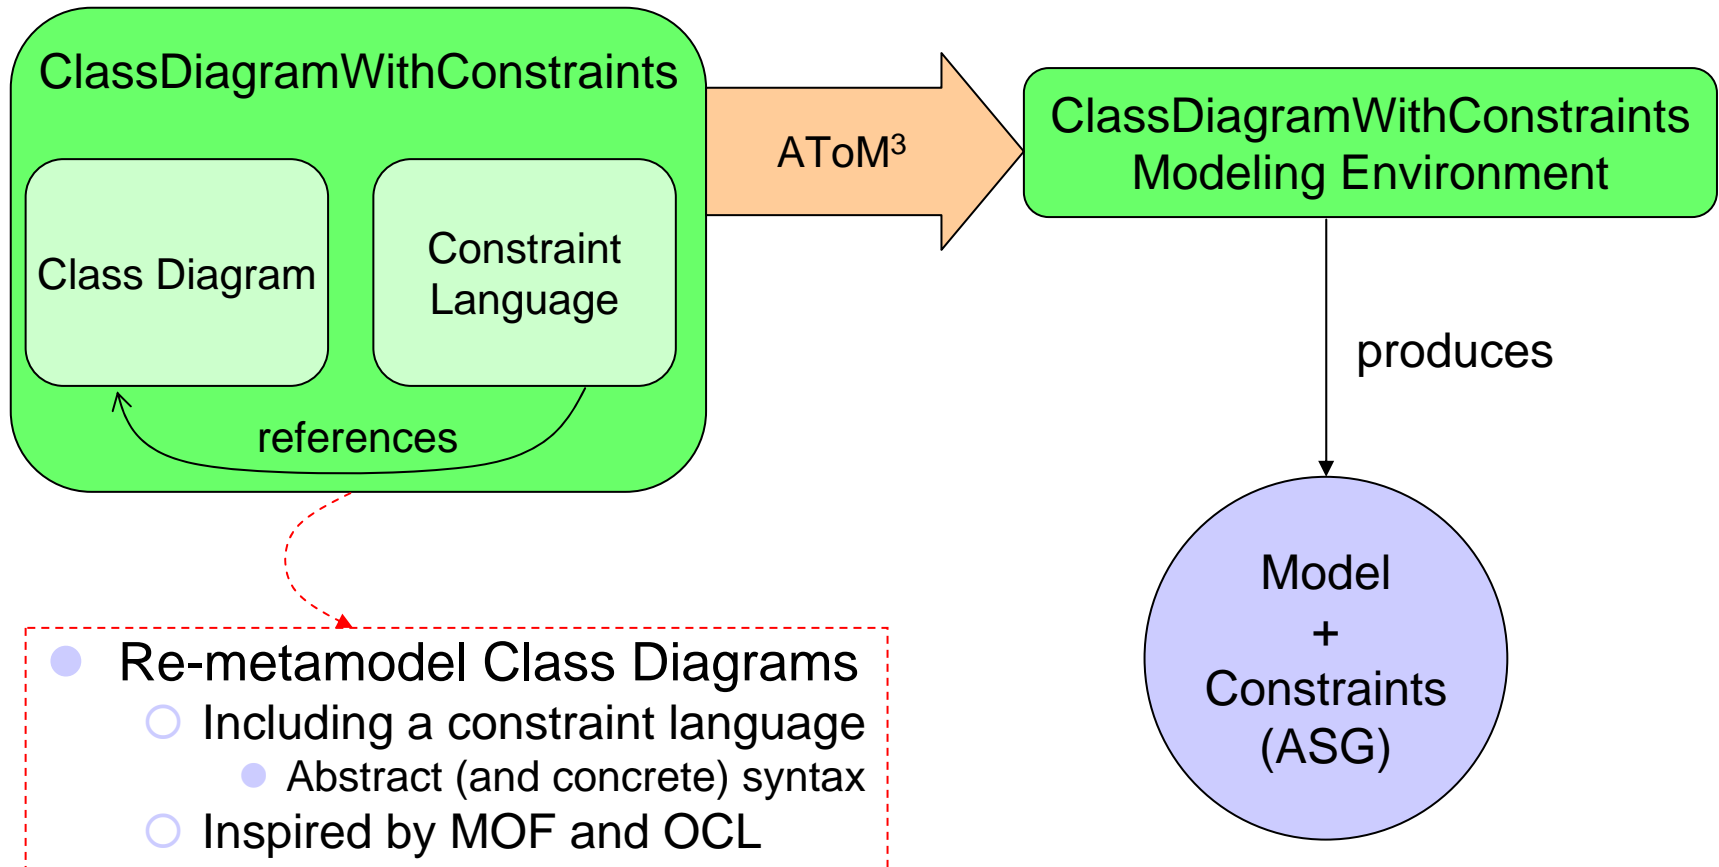 ClassDiagramWithConstraints
Class Diagram
Constraint
Language
references
AToM³
ClassDiagramWithConstraints
Modeling Environment
produces
Model
+
Constraints
(ASG)
Re-metamodel Class Diagrams
Including a constraint language
Abstract (and concrete) syntax
Inspired by MOF and OCL